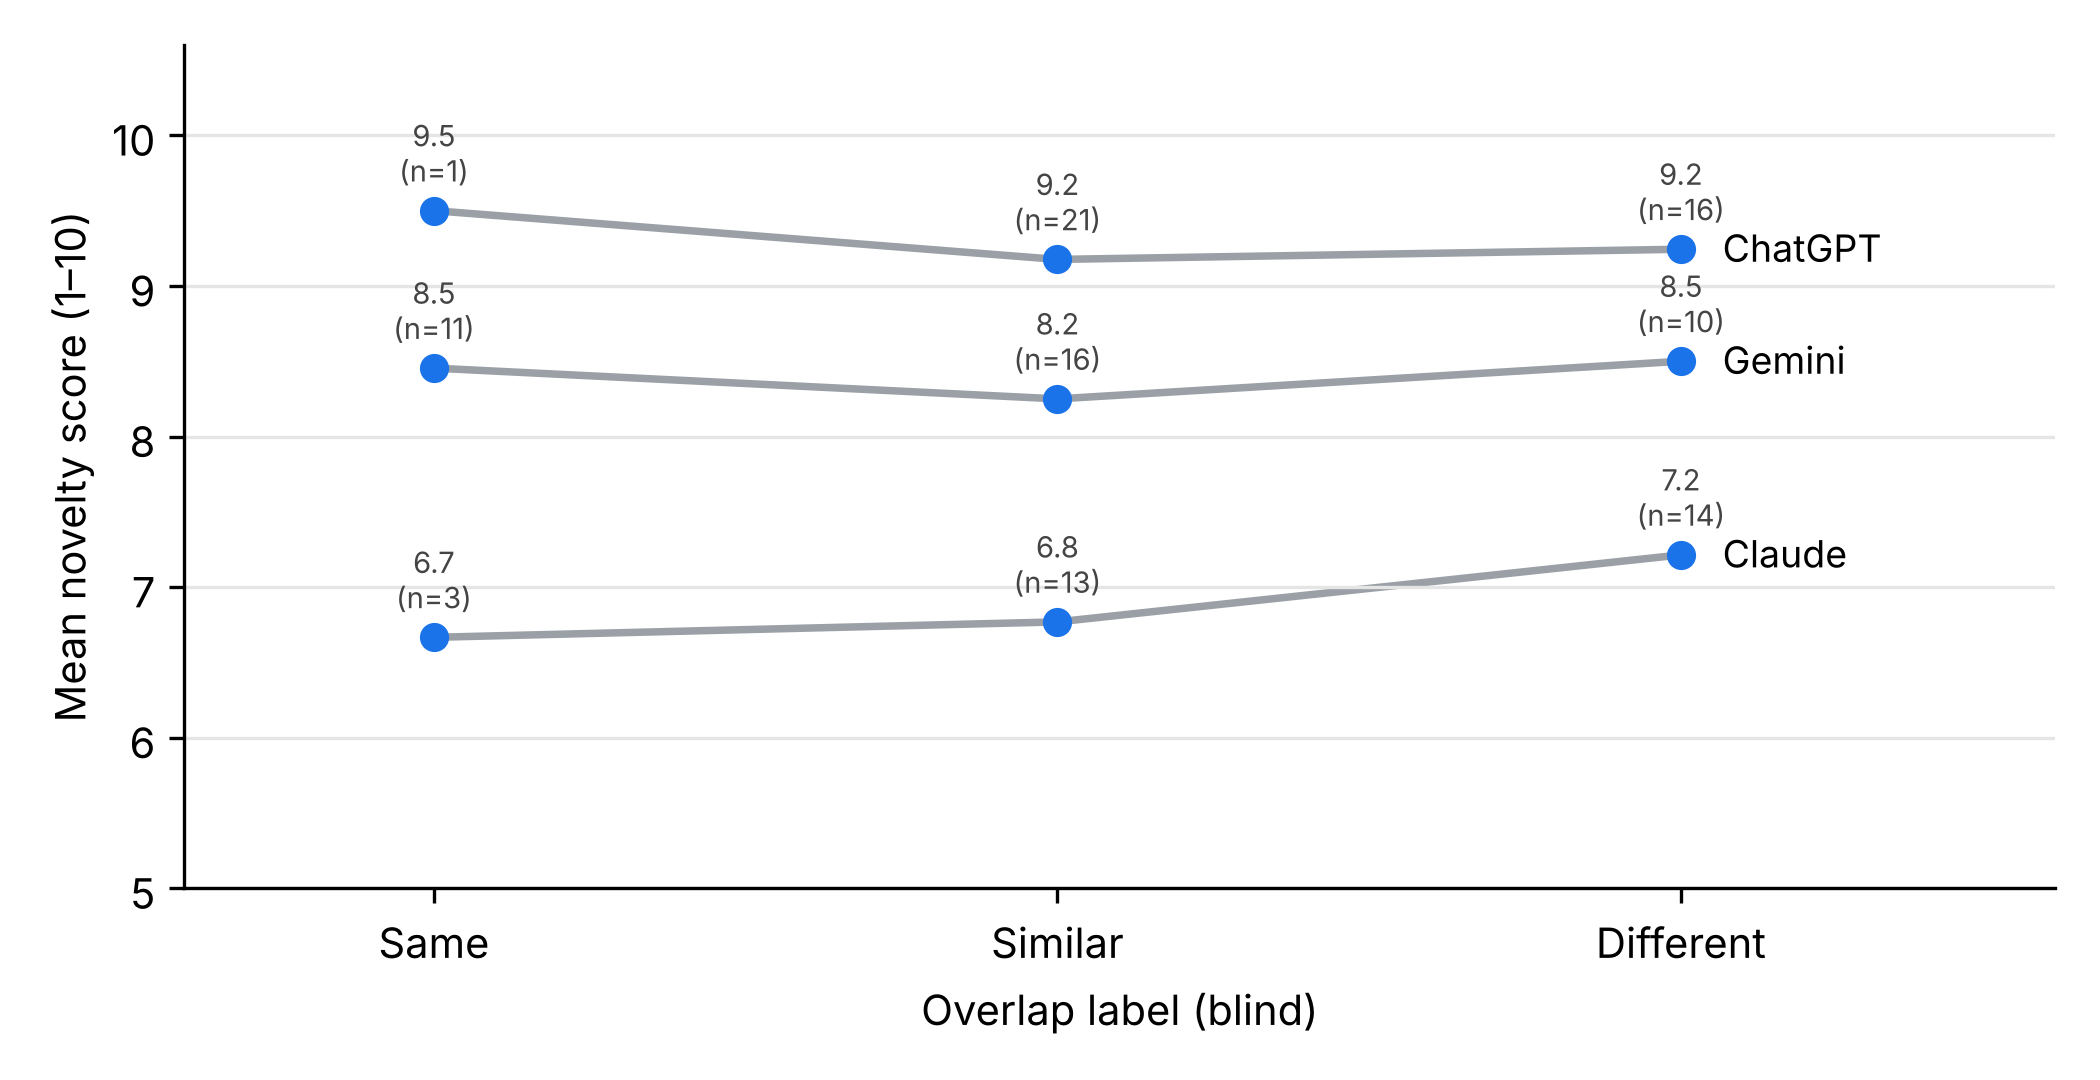 Mean novelty score (1–10)
10
9
8
7
6
5
9.5
(n=1)
9.2
(n=21)
9.2
(n=16)
ChatGPT
8.5
(n=11)
8.2
(n=16)
8.5
(n=10)
Gemini
6.7
(n=3)
6.8
(n=13)
7.2
(n=14)
Claude
Same
Similar
Different
Overlap label (blind)